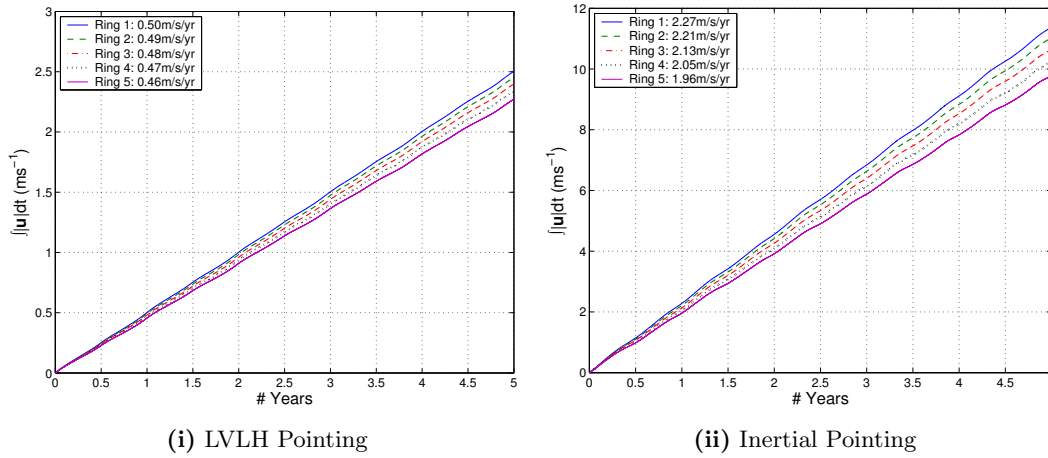 3
2.5
2
1.5
1
0.5
0
Ring 1: 0.50m/s/yr
Ring 2: 0.49m/s/yr
Ring 3: 0.48m/s/yr
Ring 4: 0.47m/s/yr
Ring 5: 0.46m/s/yr
∫|u|dt (ms⁻¹)
0 0.5 1 1.5 2 2.5 3 3.5 4 4.5 5
# Years
(i) LVLH Pointing
12
10
8
6
4
2
0
Ring 1: 2.27m/s/yr
Ring 2: 2.21m/s/yr
Ring 3: 2.13m/s/yr
Ring 4: 2.05m/s/yr
Ring 5: 1.96m/s/yr
∫|u|dt (ms⁻¹)
0 0.5 1 1.5 2 2.5 3 3.5 4 4.5
# Years
(ii) Inertial Pointing